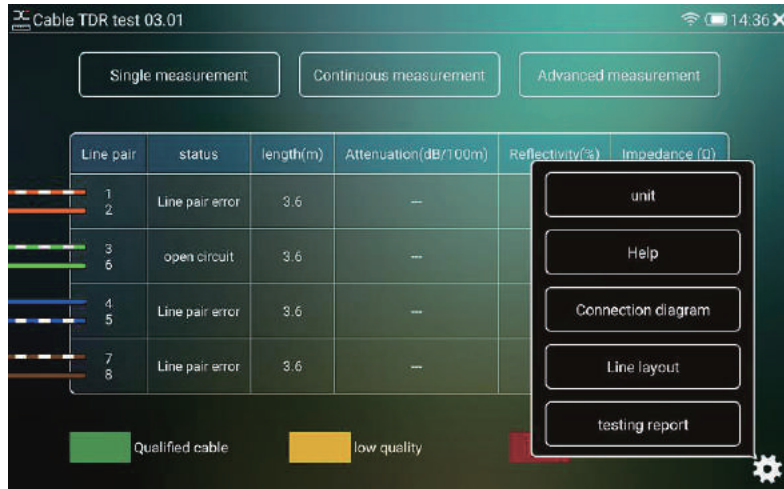 Cable TDR test 03.01
14:36 X
Single measurement
Continuous measurement
Advanced measurement
Line pair status length(m) Attenuation(dB/100m) Reflectivity(%) Impedance (Ω)
1
2
Line pair error 3.6 ---
3
6
open circuit 3.6 ---
4
5
Line pair error 3.6 ---
7
8
Line pair error 3.6 ---
unit
Help
Connection diagram
Line layout
testing report
Qualified cable
low quality